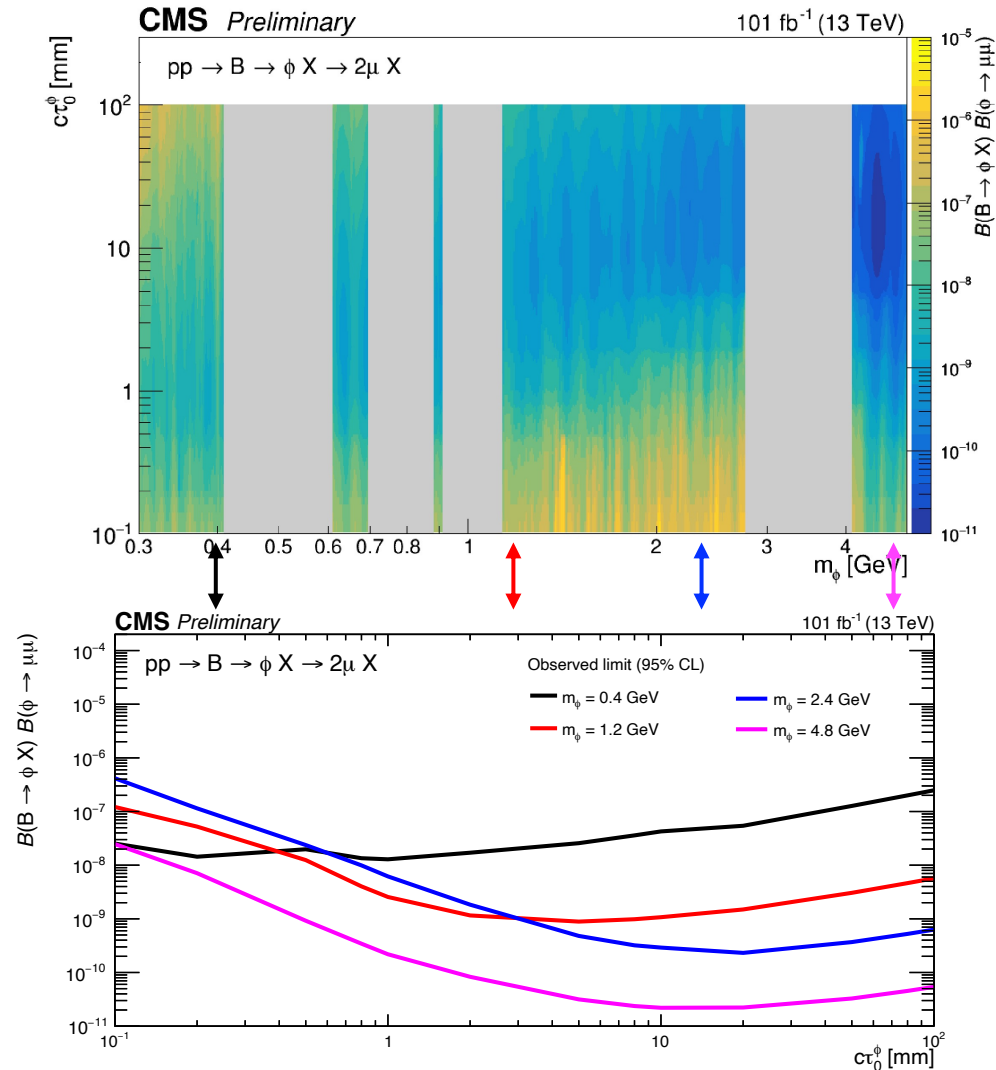 CMS Preliminary 101 fb⁻¹ (13 TeV)
pp → B → ϕ X → 2μ X
cτ₀^ϕ [mm]
10²
10
1
10⁻¹
0.3 0.4 0.5 0.6 0.7 0.8 1 2 3 4
m_ϕ [GeV]
10⁻⁵
10⁻⁶
10⁻⁷
10⁻⁸
10⁻⁹
10⁻¹⁰
10⁻¹¹
B(B → ϕ X) B(ϕ → μμ)
CMS Preliminary 101 fb⁻¹ (13 TeV)
pp → B → ϕ X → 2μ X
Observed limit (95% CL)
m_ϕ = 0.4 GeV m_ϕ = 2.4 GeV
m_ϕ = 1.2 GeV m_ϕ = 4.8 GeV
B(B → ϕ X) B(ϕ → μμ)
10⁻⁴
10⁻⁵
10⁻⁶
10⁻⁷
10⁻⁸
10⁻⁹
10⁻¹⁰
10⁻¹¹
10⁻¹ 1 10 10²
cτ₀^ϕ [mm]